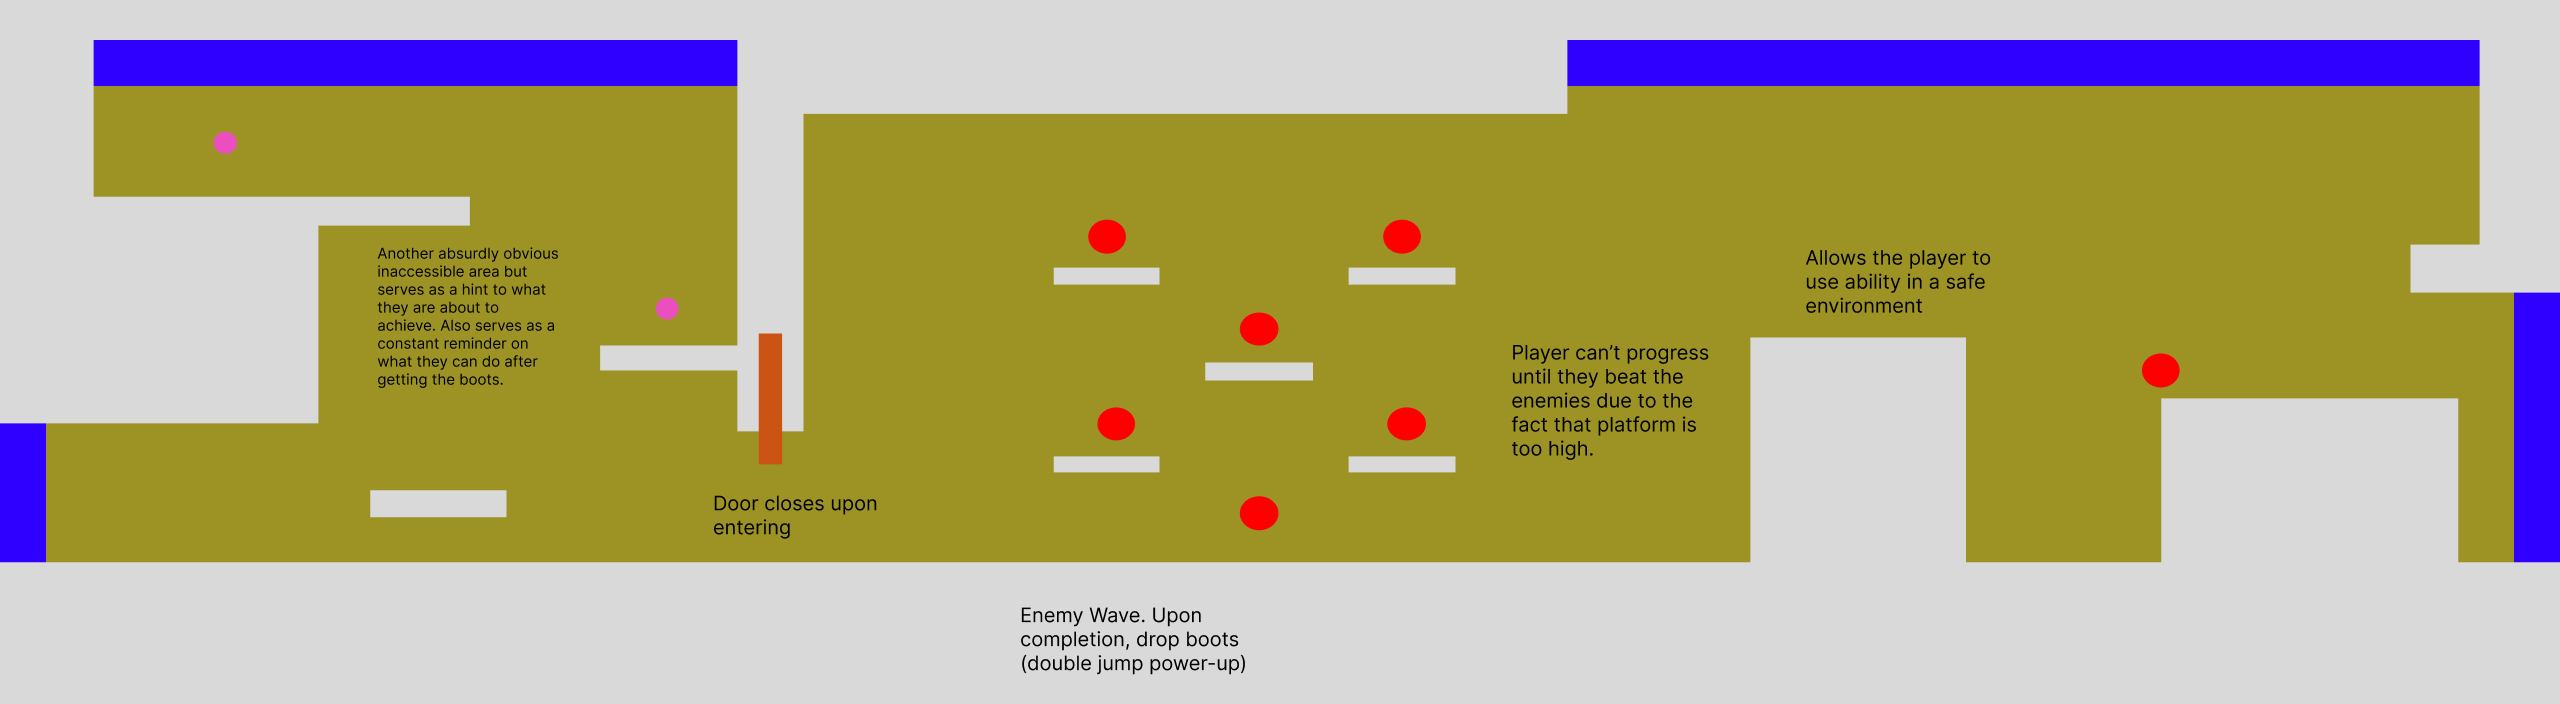 Another absurdly obvious
inaccessible area but
serves as a hint to what
they are about to
achieve. Also serves as a
constant reminder on
what they can do after
getting the boots.
Door closes upon
entering
Enemy Wave. Upon
completion, drop boots
(double jump power-up)
Player can’t progress
until they beat the
enemies due to the
fact that platform is
too high.
Allows the player to
use ability in a safe
environment